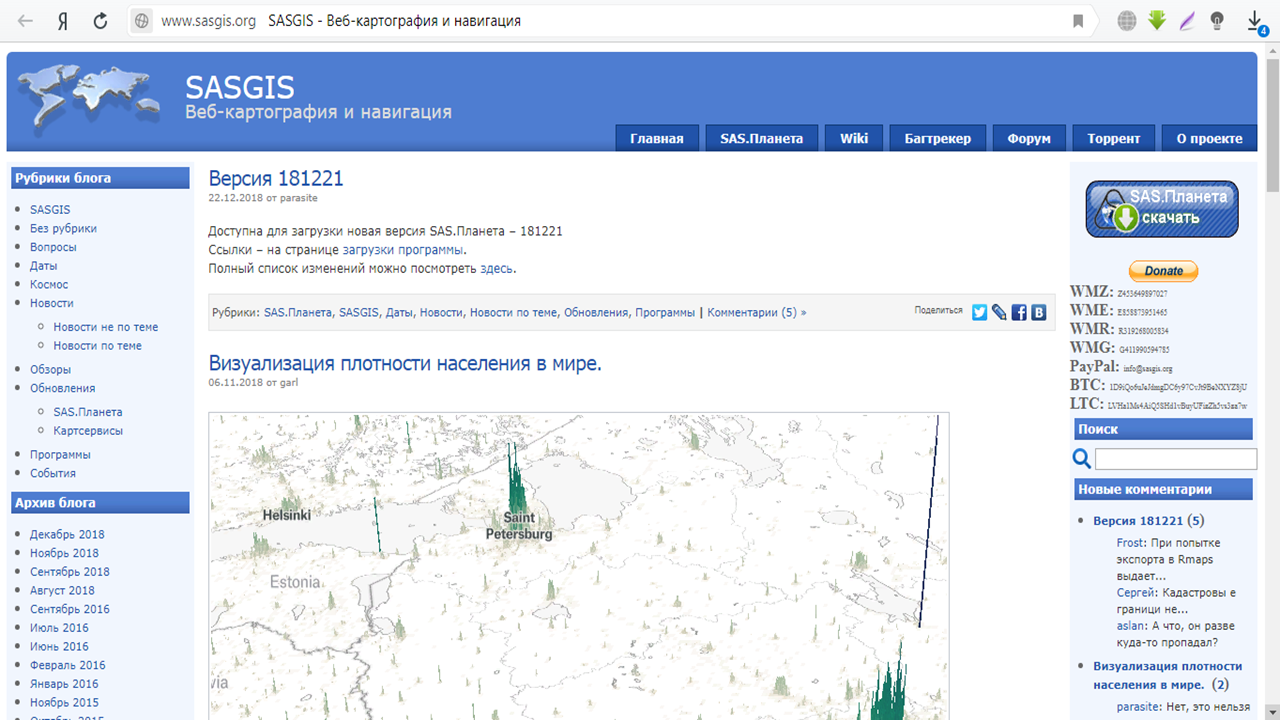 www.sasgis.org SASGIS - Веб-картография и навигация
4
SASGIS
Веб-картография и навигация
Главная
SAS.Планета
Wiki
Багтрекер
Форум
Торрент
О проекте
Рубрики блога
SASGIS
Без рубрики
Вопросы
Даты
Космос
Новости
Новости не по теме
Новости по теме
Обзоры
Обновления
SAS.Планета
Картсервисы
Программы
События
Архив блога
Декабрь 2018
Ноябрь 2018
Сентябрь 2018
Август 2018
Сентябрь 2016
Июль 2016
Июнь 2016
Февраль 2016
Январь 2016
Ноябрь 2015
Октябрь 2015
Версия 181221
22.12.2018 от parasite
Доступна для загрузки новая версия SAS.Планета – 181221
Ссылки – на странице загрузки программы.
Полный список изменений можно посмотреть здесь.
Рубрики: SAS.Планета, SASGIS, Даты, Новости, Новости по теме, Обновления, Программы | Комментарии (5) »
Поделиться
Визуализация плотности населения в мире.
06.11.2018 от garl
Helsinki
Saint
Petersburg
Estonia
via
SAS.Планета
скачать
Donate
WMZ: Z453649897027
WME: E858873951465
WMR: R319268005834
WMG: G411990594785
PayPal: info@sasgis.org
BTC:
LTC:
Поиск
Новые комментарии
Версия 181221 (5)
Frost: При попытке
экспорта в Rmaps
выдает...
Сергей: Кадастровы е
границ не...
aslan: А что, он разве
куда-то пропадал?
Визуализация плотности
населения в мире. (2)
parasite: Нет, это нельзя